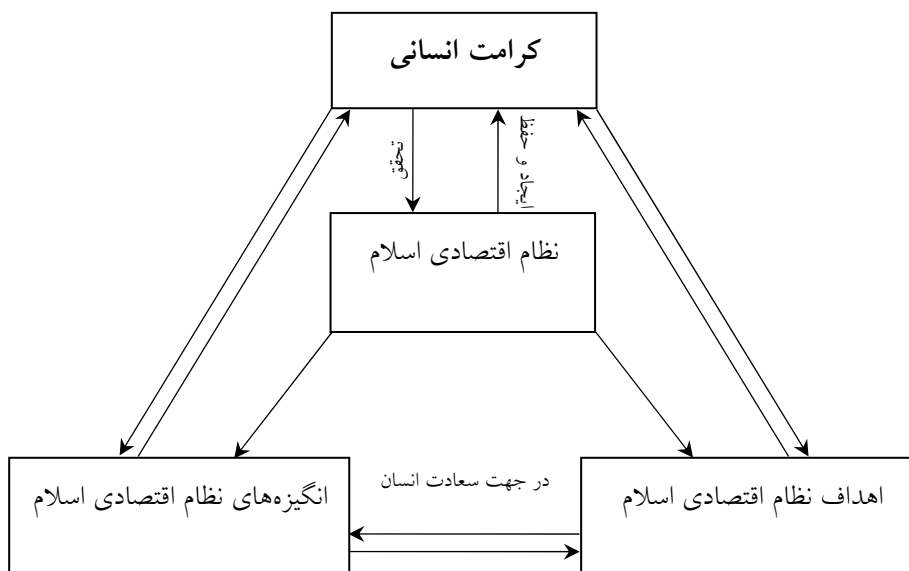 کرامت انسانی
تحقق
ایجاد و حفظ
نظام اقتصادی اسلام
در جهت سعادت انسان
اهداف نظام اقتصادی اسلام
انگیزه‌های نظام اقتصادی اسلام